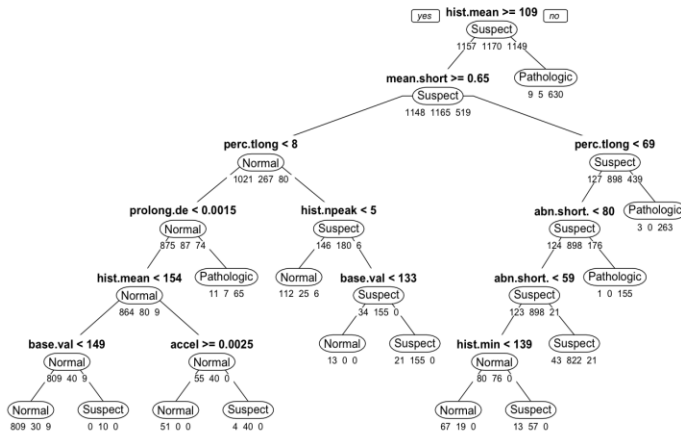 yes hist.mean >= 109 no
Suspect
1157 1170 1149
mean.short >= 0.65
Suspect
1148 1165 519
Pathologic
9 5 630
perc.tlong < 8
Normal
1021 267 80
perc.tlong < 69
Suspect
127 898 439
prolong.de < 0.0015
Normal
875 87 74
hist.npeak < 5
Suspect
146 180 6
abn.short. < 80
Suspect
124 898 176
Pathologic
3 0 263
hist.mean < 154
Normal
864 80 9
Pathologic
11 7 65
Normal
112 25 6
base.val < 133
Suspect
34 155 0
abn.short. < 59
Suspect
123 898 21
Pathologic
1 0 155
base.val < 149
Normal
809 40 9
accel >= 0.0025
Normal
55 40 0
Normal
13 0 0
Suspect
21 155 0
hist.min < 139
Normal
80 76 0
Suspect
43 822 21
Normal
809 30 9
Suspect
0 10 0
Normal
51 0 0
Suspect
4 40 0
Normal
67 19 0
Suspect
13 57 0